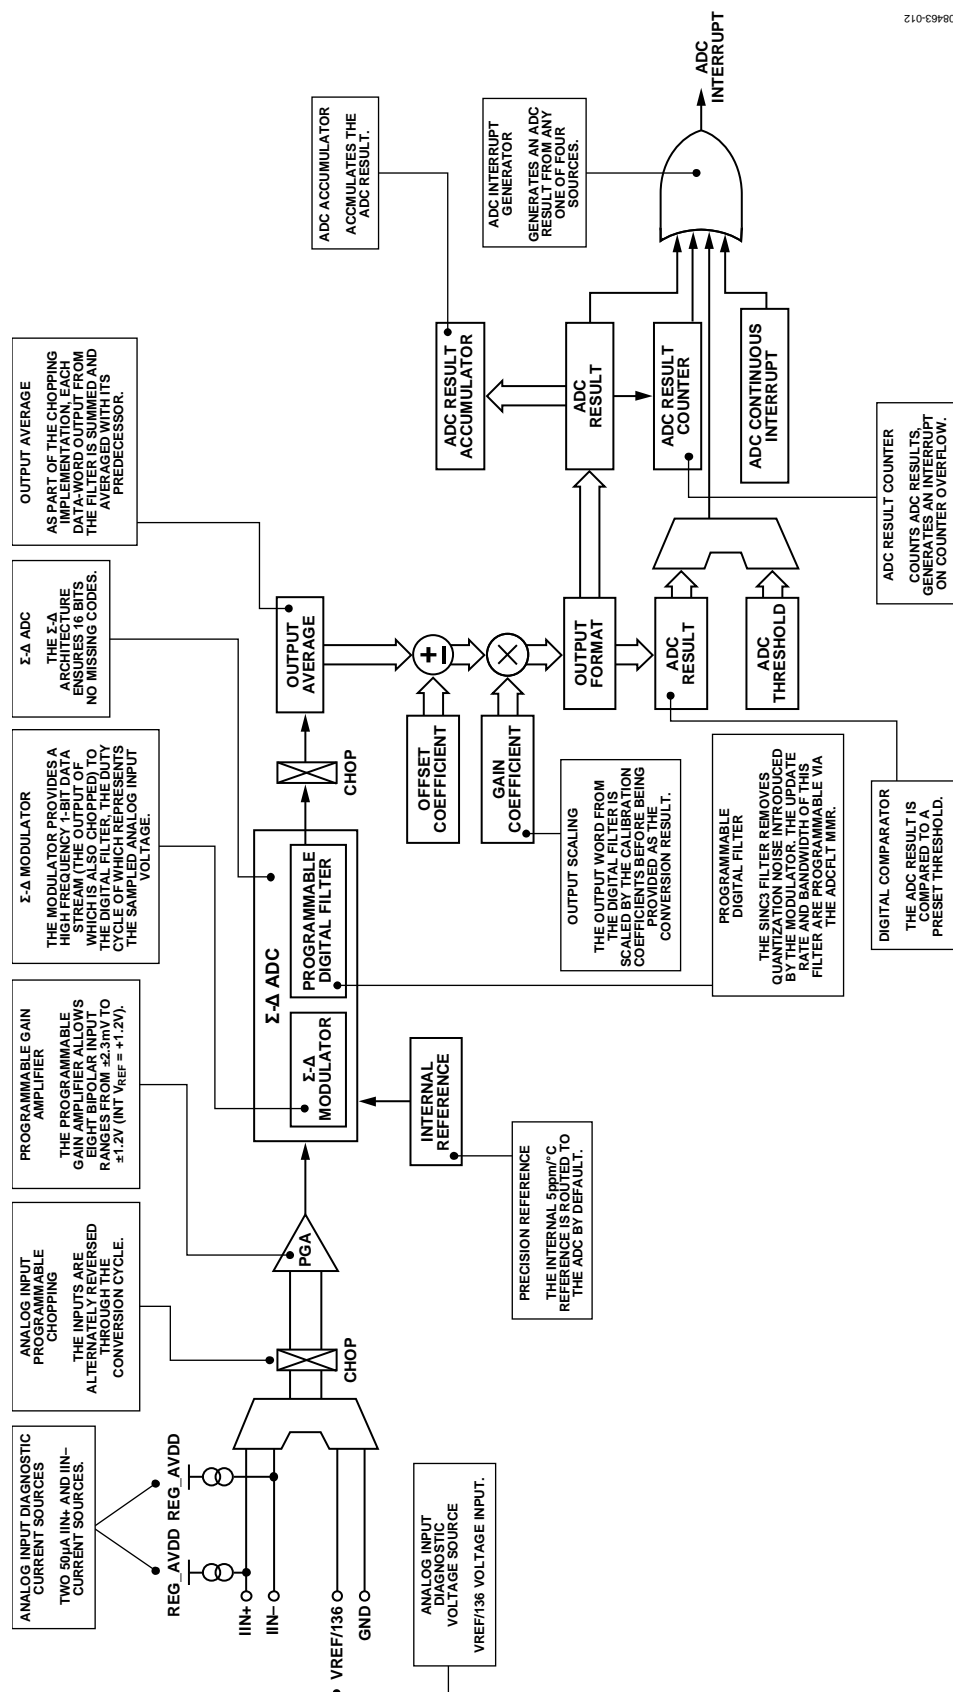 ANALOG INPUT DIAGNOSTIC
CURRENT SOURCES
TWO 50µA IIN+ AND IIN–
CURRENT SOURCES.
ANALOG INPUT
PROGRAMMABLE
CHOPPING
THE INPUTS ARE
ALTERNATELY REVERSED
THROUGH THE
CONVERSION CYCLE.
PROGRAMMABLE GAIN
AMPLIFIER
THE PROGRAMMABLE
GAIN AMPLIFIER ALLOWS
EIGHT BIPOLAR INPUT
RANGES FROM ±2.3mV TO
±1.2V (INT VREF = +1.2V).
Σ-Δ MODULATOR
THE MODULATOR PROVIDES A
HIGH FREQUENCY 1-BIT DATA
STREAM (THE OUTPUT OF
WHICH IS ALSO CHOPPED) TO
THE DIGITAL FILTER, THE DUTY
CYCLE OF WHICH REPRESENTS
THE SAMPLED ANALOG INPUT
VOLTAGE.
Σ-Δ ADC
THE Σ-Δ
ARCHITECTURE
ENSURES 16 BITS
NO MISSING CODES.
OUTPUT AVERAGE
AS PART OF THE CHOPPING
IMPLEMENTATION, EACH
DATA-WORD OUTPUT FROM
THE FILTER IS SUMMED AND
AVERAGED WITH ITS
PREDECESSOR.
REG_AVDD
REG_AVDD
IIN+
IIN–
VREF/136
GND
CHOP
PGA
Σ-Δ ADC
Σ-Δ
MODULATOR
PROGRAMMABLE
DIGITAL FILTER
CHOP
OUTPUT
AVERAGE
INTERNAL
REFERENCE
OFFSET
COEFFICIENT
GAIN
COEFFICIENT
OUTPUT
FORMAT
ADC RESULT
ACCUMULATOR
ADC
RESULT
ADC RESULT
COUNTER
ADC CONTINUOUS
INTERRUPT
ADC
RESULT
ADC
THRESHOLD
ADC
INTERRUPT
ADC ACCUMULATOR
ACCMULATES THE
ADC RESULT.
ADC INTERRUPT
GENERATOR
GENERATES AN ADC
RESULT FROM ANY
ONE OF FOUR
SOURCES.
ANALOG INPUT
DIAGNOSTIC
VOLTAGE SOURCE
VREF/136 VOLTAGE INPUT.
PRECISION REFERENCE
THE INTERNAL 5ppm/°C
REFERENCE IS ROUTED TO
THE ADC BY DEFAULT.
OUTPUT SCALING
THE OUTPUT WORD FROM
THE DIGITAL FILTER IS
SCALED BY THE CALIBRATION
COEFFICIENTS BEFORE BEING
PROVIDED AS THE
CONVERSION RESULT.
PROGRAMMABLE
DIGITAL FILTER
THE SINC3 FILTER REMOVES
QUANTIZATION NOISE INTRODUCED
BY THE MODULATOR. THE UPDATE
RATE AND BANDWIDTH OF THIS
FILTER ARE PROGRAMMABLE VIA
THE ADCFLT MMR.
DIGITAL COMPARATOR
THE ADC RESULT IS
COMPARED TO A
PRESET THRESHOLD.
ADC RESULT COUNTER
COUNTS ADC RESULTS,
GENERATES AN INTERRUPT
ON COUNTER OVERFLOW.
08463-012